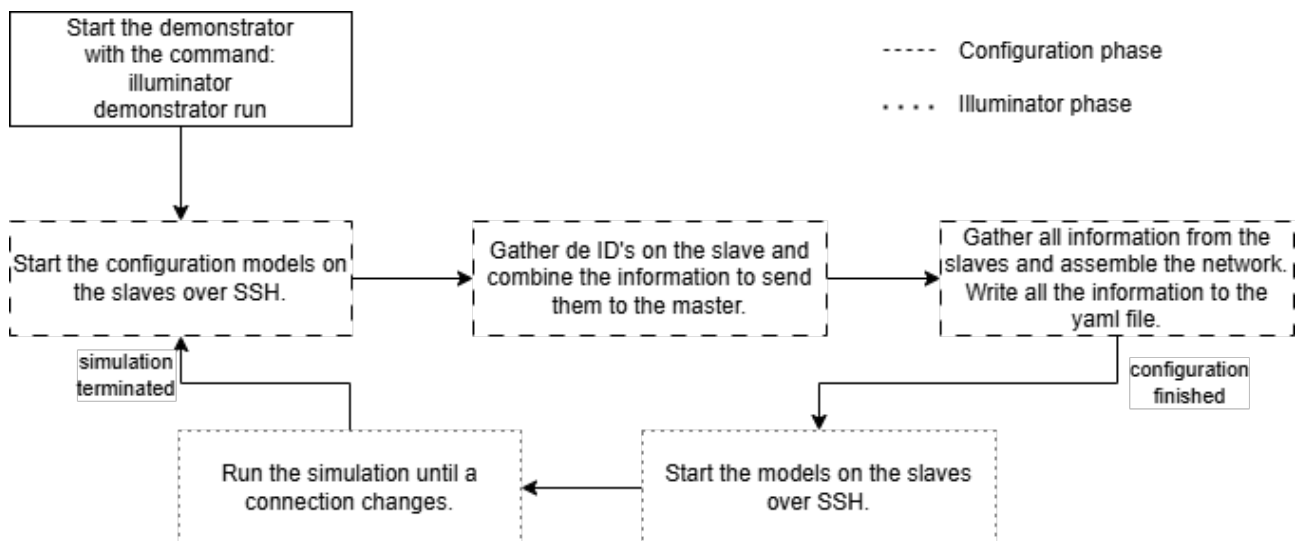 Start the demonstrator
with the command:
illuminator
demonstrator run
Configuration phase
Illuminator phase
Start the configuration models on
the slaves over SSH.
Gather de ID's on the slave and
combine the information to send
them to the master.
Gather all information from the
slaves and assemble the network.
Write all the information to the
yaml file.
simulation
terminated
configuration
finished
Run the simulation until a
connection changes.
Start the models on the slaves
over SSH.